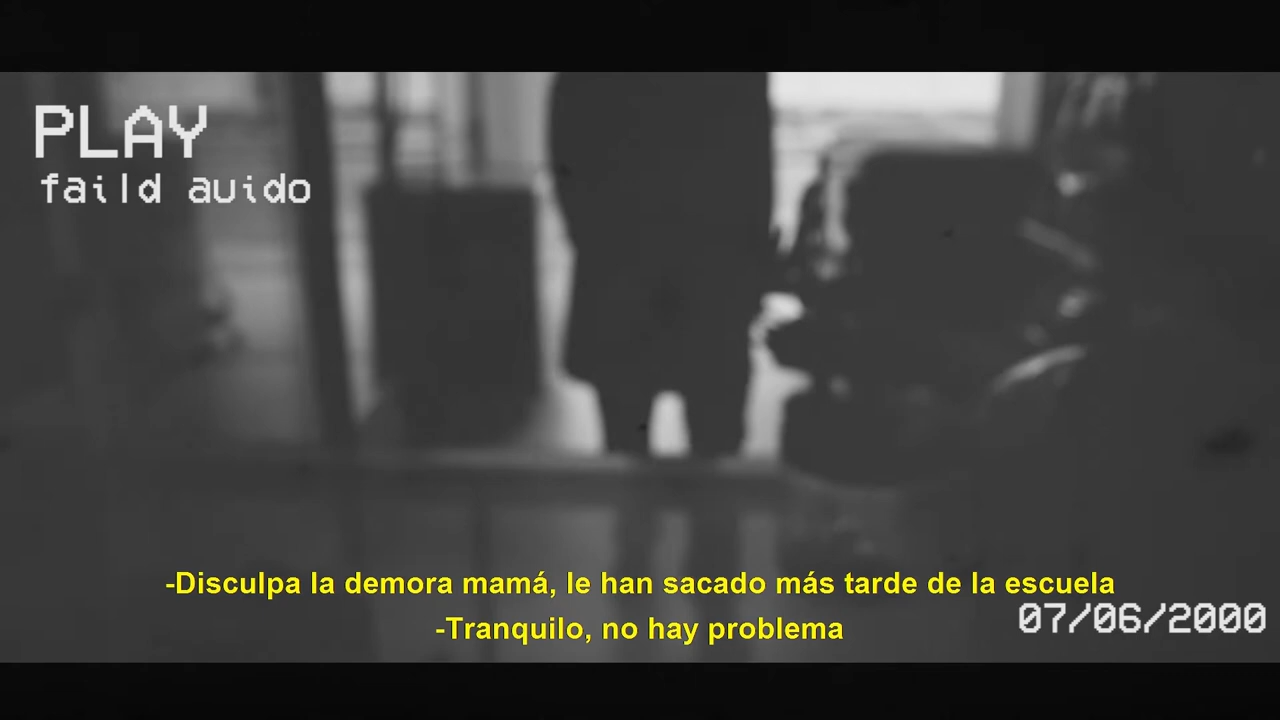 PLAY
faild auido
-Disculpa la demora mamá, le han sacado más tarde de la escuela
-Tranquilo, no hay problema
07/06/2000